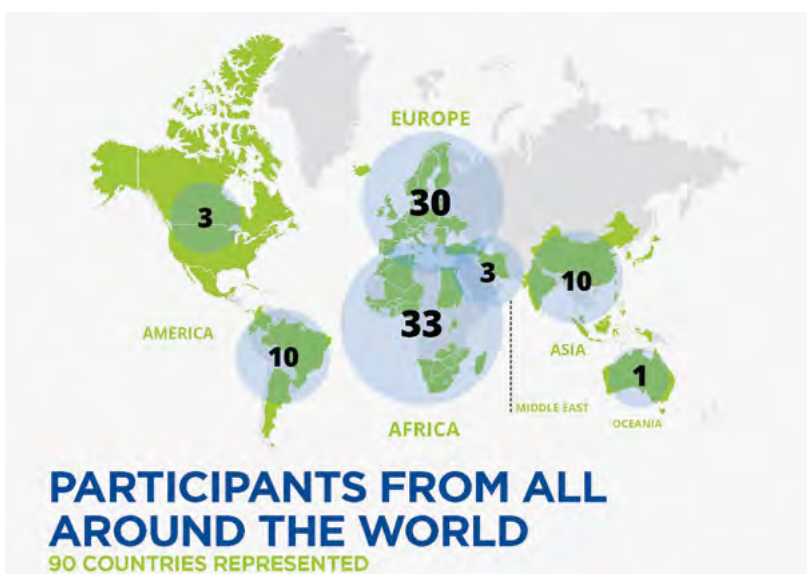 EUROPE
30
3
3
10
33
AMERICA
10
ASIA
1
MIDDLE EAST
OCEANIA
AFRICA
PARTICIPANTS FROM ALL
AROUND THE WORLD
90 COUNTRIES REPRESENTED